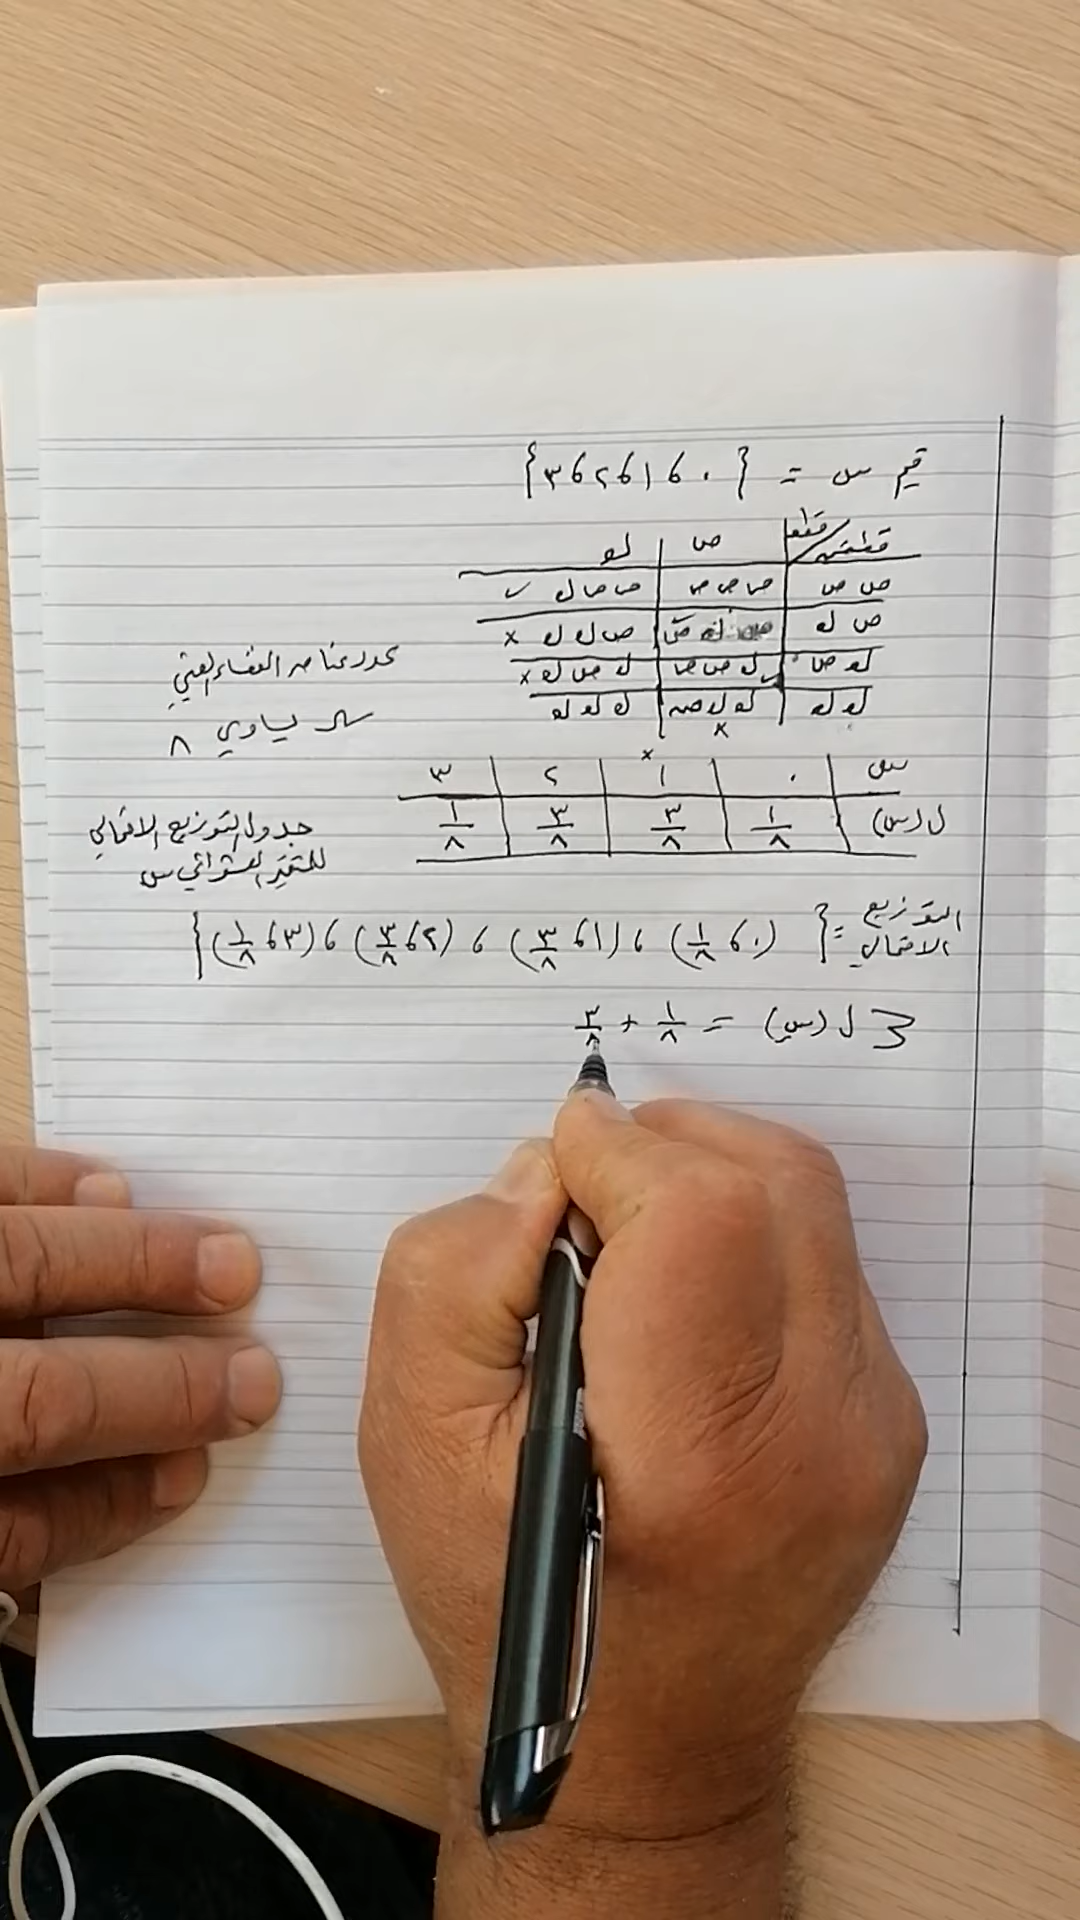 قيم س = { ٠ ، ١ ، ٢ ، ٣ }
قطعتين / قطعة | ص | ك
ص ص | ص ص ص | ص ص ك ✓
ص ك | ص ك ص | ص ك ك ×
ك ص | ك ص ص | ك ص ك ×
ك ك | ك ك ص × | ك ك ك
عدد عناصر الفضاء العيني
يساوي ٨
س | ٠ | ١ × | ٢ | ٣
ل(س) | ١/٨ | ٣/٨ | ٣/٨ | ١/٨
جدول التوزيع الاحتمالي
للمتغير العشوائي س
التوزيع الاحتمالي = { (٠ ، ١/٨) ، (١ ، ٣/٨) ، (٢ ، ٣/٨) ، (٣ ، ١/٨) }
ع ل (س) = ١/٨ + ٣/٨